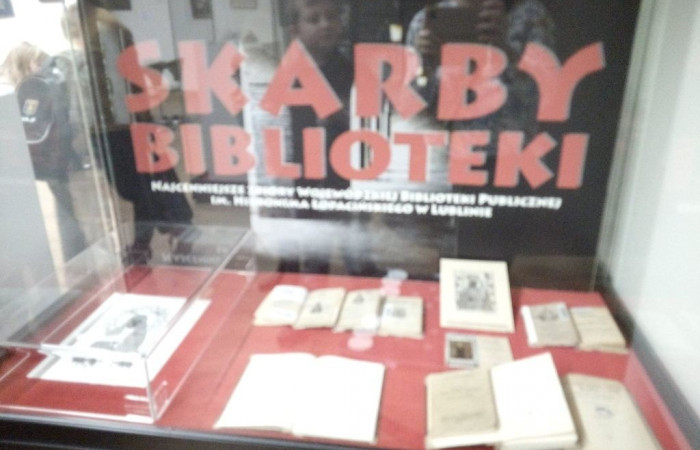 SKARBY
BIBLIOTEKI
NAJCENNIEJSZE ZBIORY WOJEWÓDZKIEJ BIBLIOTEKI PUBLICZNEJ
IM. HIERONIMA ŁOPACIŃSKIEGO W LUBLINIE